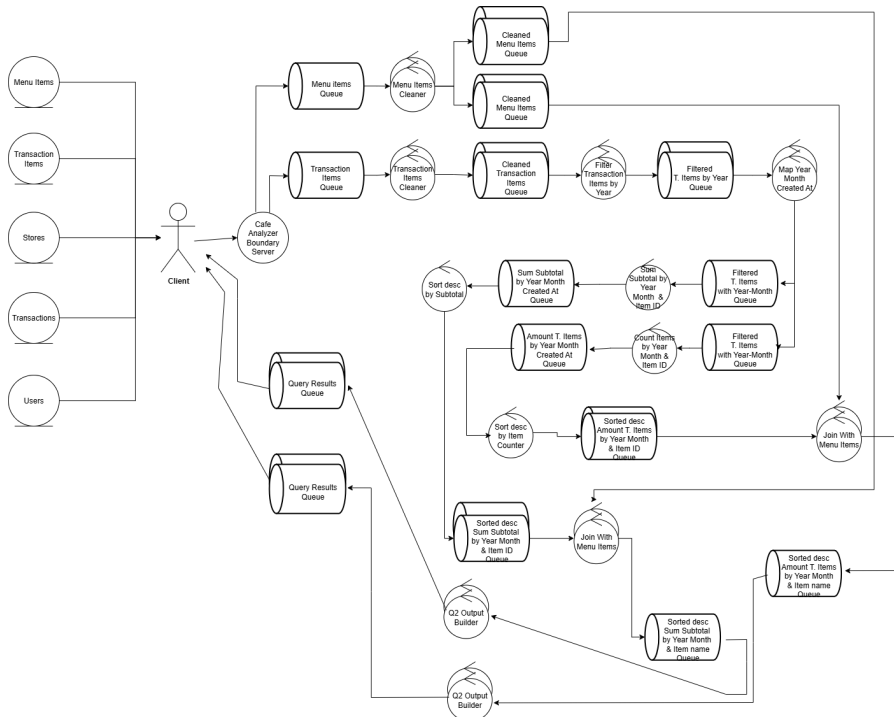 Menu Items
Transaction
Items
Stores
Transactions
Users
Client
Cafe
Analyzer
Boundary
Server
Menu items
Queue
Menu Items
Cleaner
Cleaned
Menu Items
Queue
Cleaned
Menu Items
Queue
Transaction
Items
Queue
Transaction Items
Cleaner
Cleaned
Transaction
Items
Queue
Filter
Transaction
Items by
Year
Filtered
T. Items by Year
Queue
Map Year
Month
Created At
Filtered
T. Items
with Year-Month
Queue
Sum
Subtotal by
Year
Month &
Item ID
Sum Subtotal
by Year Month
Created At
Queue
Sort desc
by Subtotal
Filtered
T. Items
with Year-Month
Queue
Count Items
by Year
Month &
Item ID
Amount T. Items
by Year Month
Created At
Queue
Sort desc
by Item
Counter
Sorted desc
Amount T. Items
by Year Month
& Item ID
Queue
Join With
Menu Items
Query Results
Queue
Query Results
Queue
Sorted desc
Sum Subtotal
by Year Month
& Item ID
Queue
Join With
Menu Items
Sorted desc
Amount T. Items
by Year Month
& Item name
Queue
Q2 Output
Builder
Sorted desc
Sum Subtotal
by Year Month
& Item name
Queue
Q2 Output
Builder